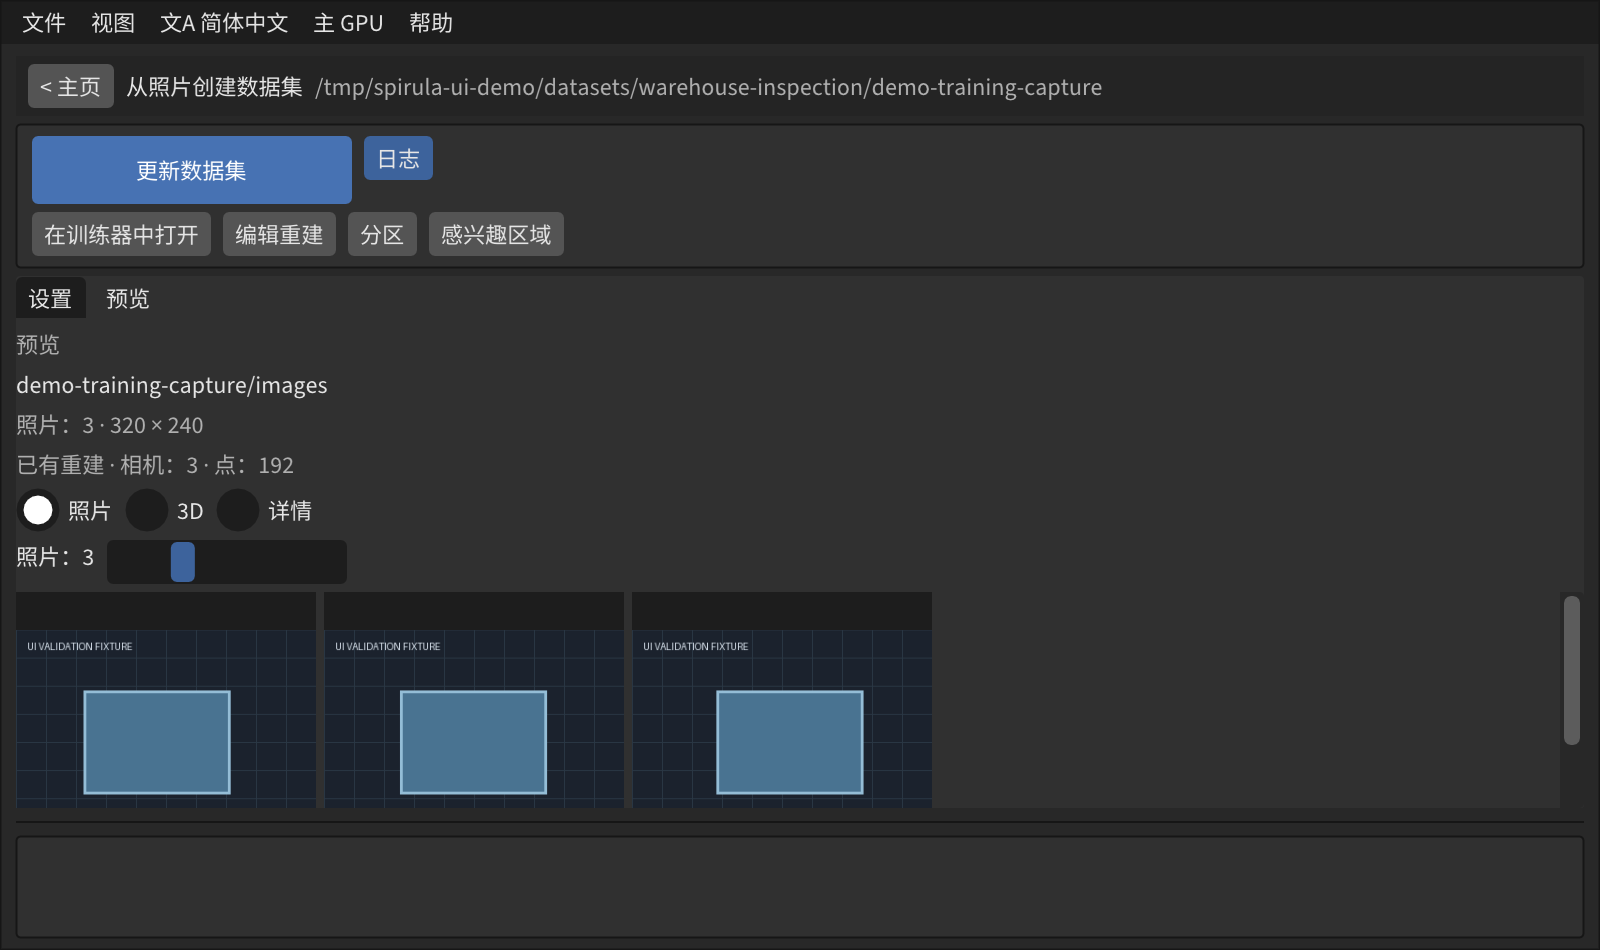 文件 视图 文A 简体中文 主 GPU 帮助
< 主页 从照片创建数据集 /tmp/spirula-ui-demo/datasets/warehouse-inspection/demo-training-capture
更新数据集 日志
在训练器中打开 编辑重建 分区 感兴趣区域
设置 预览
预览
demo-training-capture/images
照片：3 · 320 × 240
已有重建 · 相机：3 · 点：192
照片 3D 详情
照片：3
UI VALIDATION FIXTURE UI VALIDATION FIXTURE UI VALIDATION FIXTURE